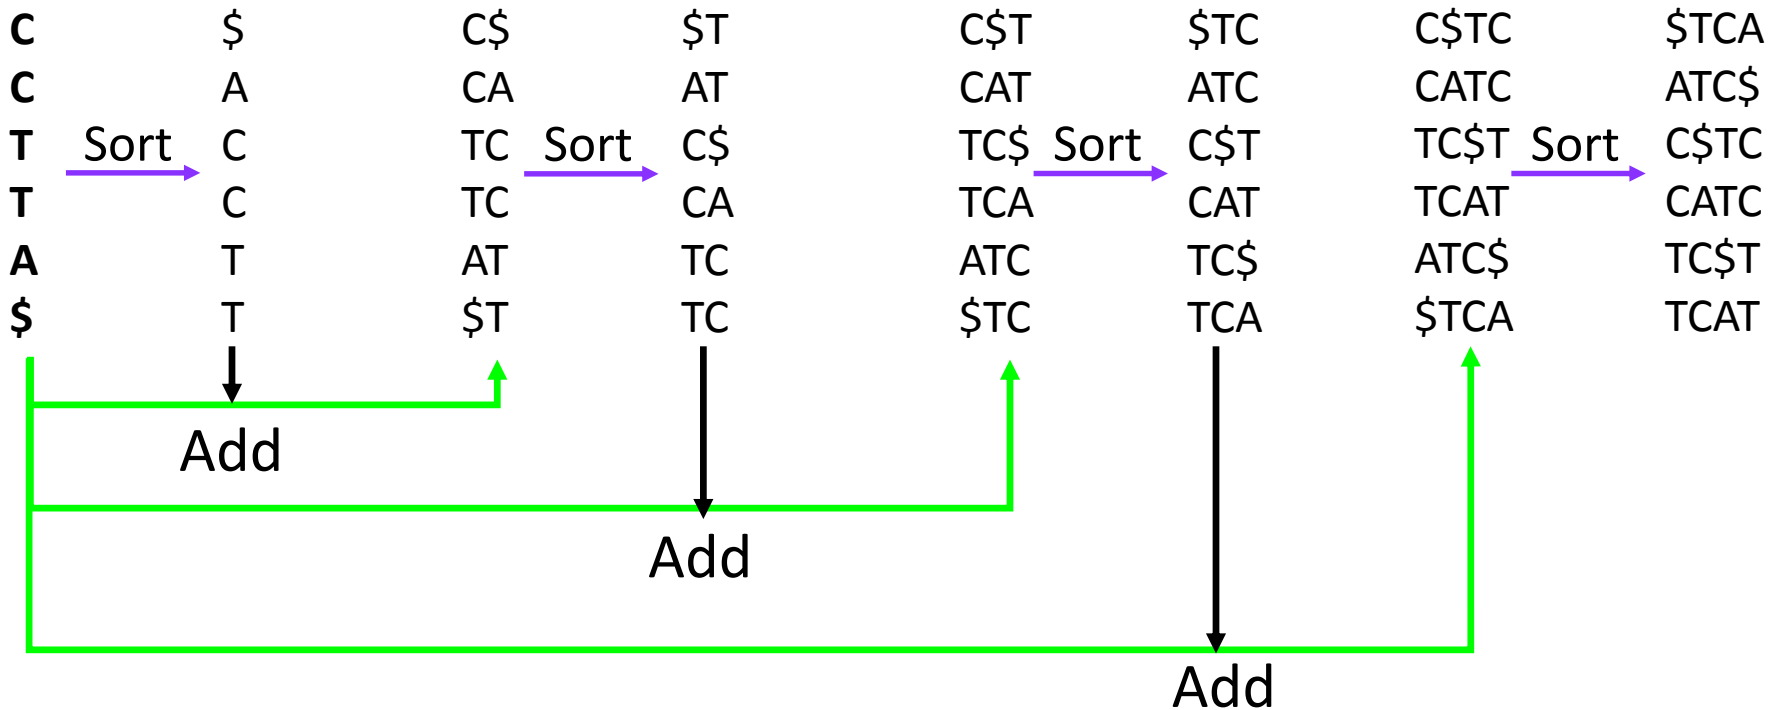 C $ C$ $T C$T $TC C$TC $TCA
C A CA AT CAT ATC CATC ATC$
T Sort C TC Sort C$ TC$ Sort C$T TC$T Sort C$TC
T C TC CA TCA CAT TCAT CATC
A T AT TC ATC TC$ ATC$ TC$T
$ T $T TC $TC TCA $TCA TCAT
Add
Add
Add